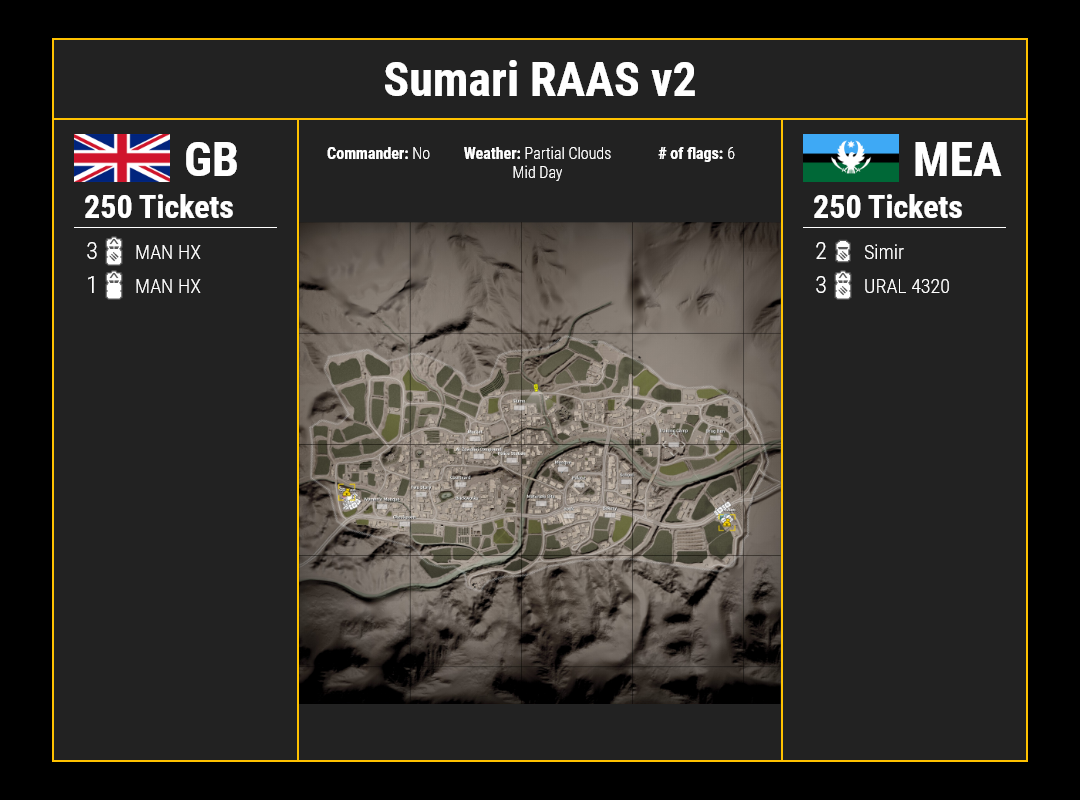 Sumari RAAS v2
GB
250 Tickets
3 MAN HX
1 MAN HX
Commander: No
Weather: Partial Clouds
Mid Day
# of flags: 6
MEA
250 Tickets
2 Simir
3 URAL 4320